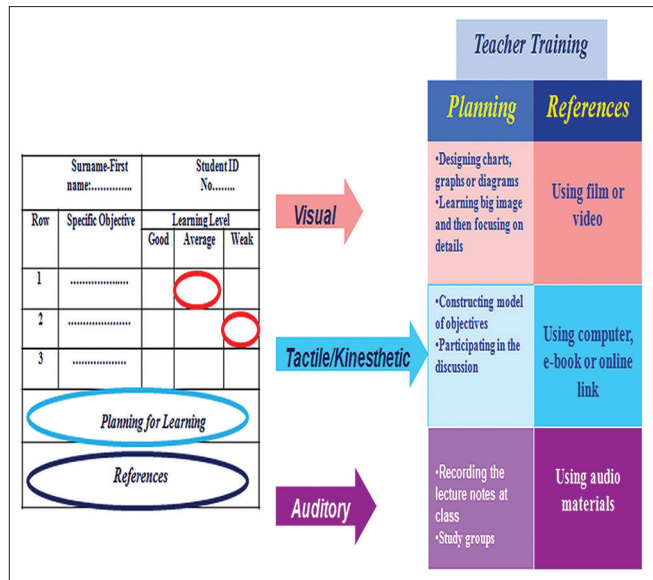 Surname-First
name:..............
Student ID
No........
Row
Specific Objective
Learning Level
Good
Average
Weak
1
....................
2
.....................
3
..................
Planning for Learning
References
Visual
Tactile/Kinesthetic
Auditory
Teacher Training
Planning
References
•Designing charts,
graphs or diagrams
•Learning big image
and then focusing on
details
Using film or
video
•Constructing model
of objectives
•Participating in the
discussion
Using computer,
e-book or online
link
•Recording the
lecture notes at
class
•Study groups
Using audio
materials